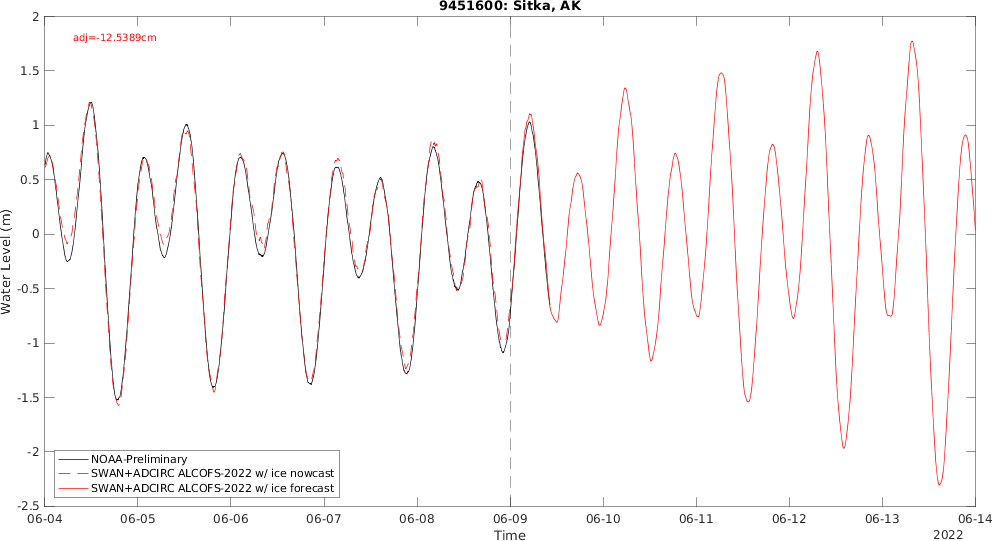 9451600: Sitka, AK
adj=-12.5389cm
2
1.5
1
0.5
0
-0.5
-1
-1.5
-2
-2.5
Water Level (m)
NOAA-Preliminary
SWAN+ADCIRC ALCOFS-2022 w/ ice nowcast
SWAN+ADCIRC ALCOFS-2022 w/ ice forecast
06-04 06-05 06-06 06-07 06-08 06-09 06-10 06-11 06-12 06-13 06-14
Time
2022